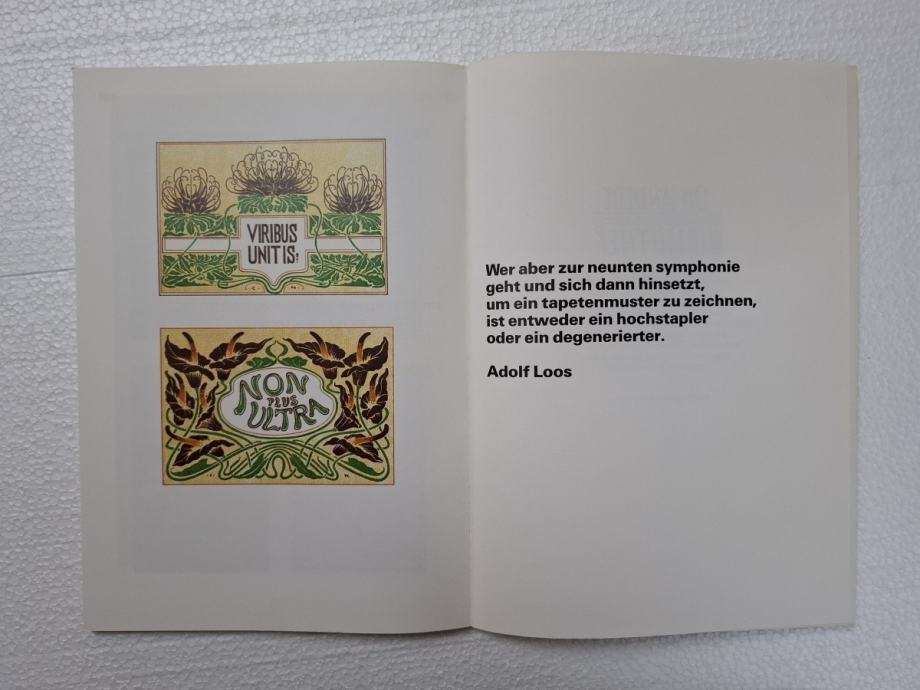 VIRIBUS
UNITIS:
NON
PLUS
ULTRA
Wer aber zur neunten symphonie
geht und sich dann hinsetzt,
um ein tapetenmuster zu zeichnen,
ist entweder ein hochstapler
oder ein degenerierter.
Adolf Loos